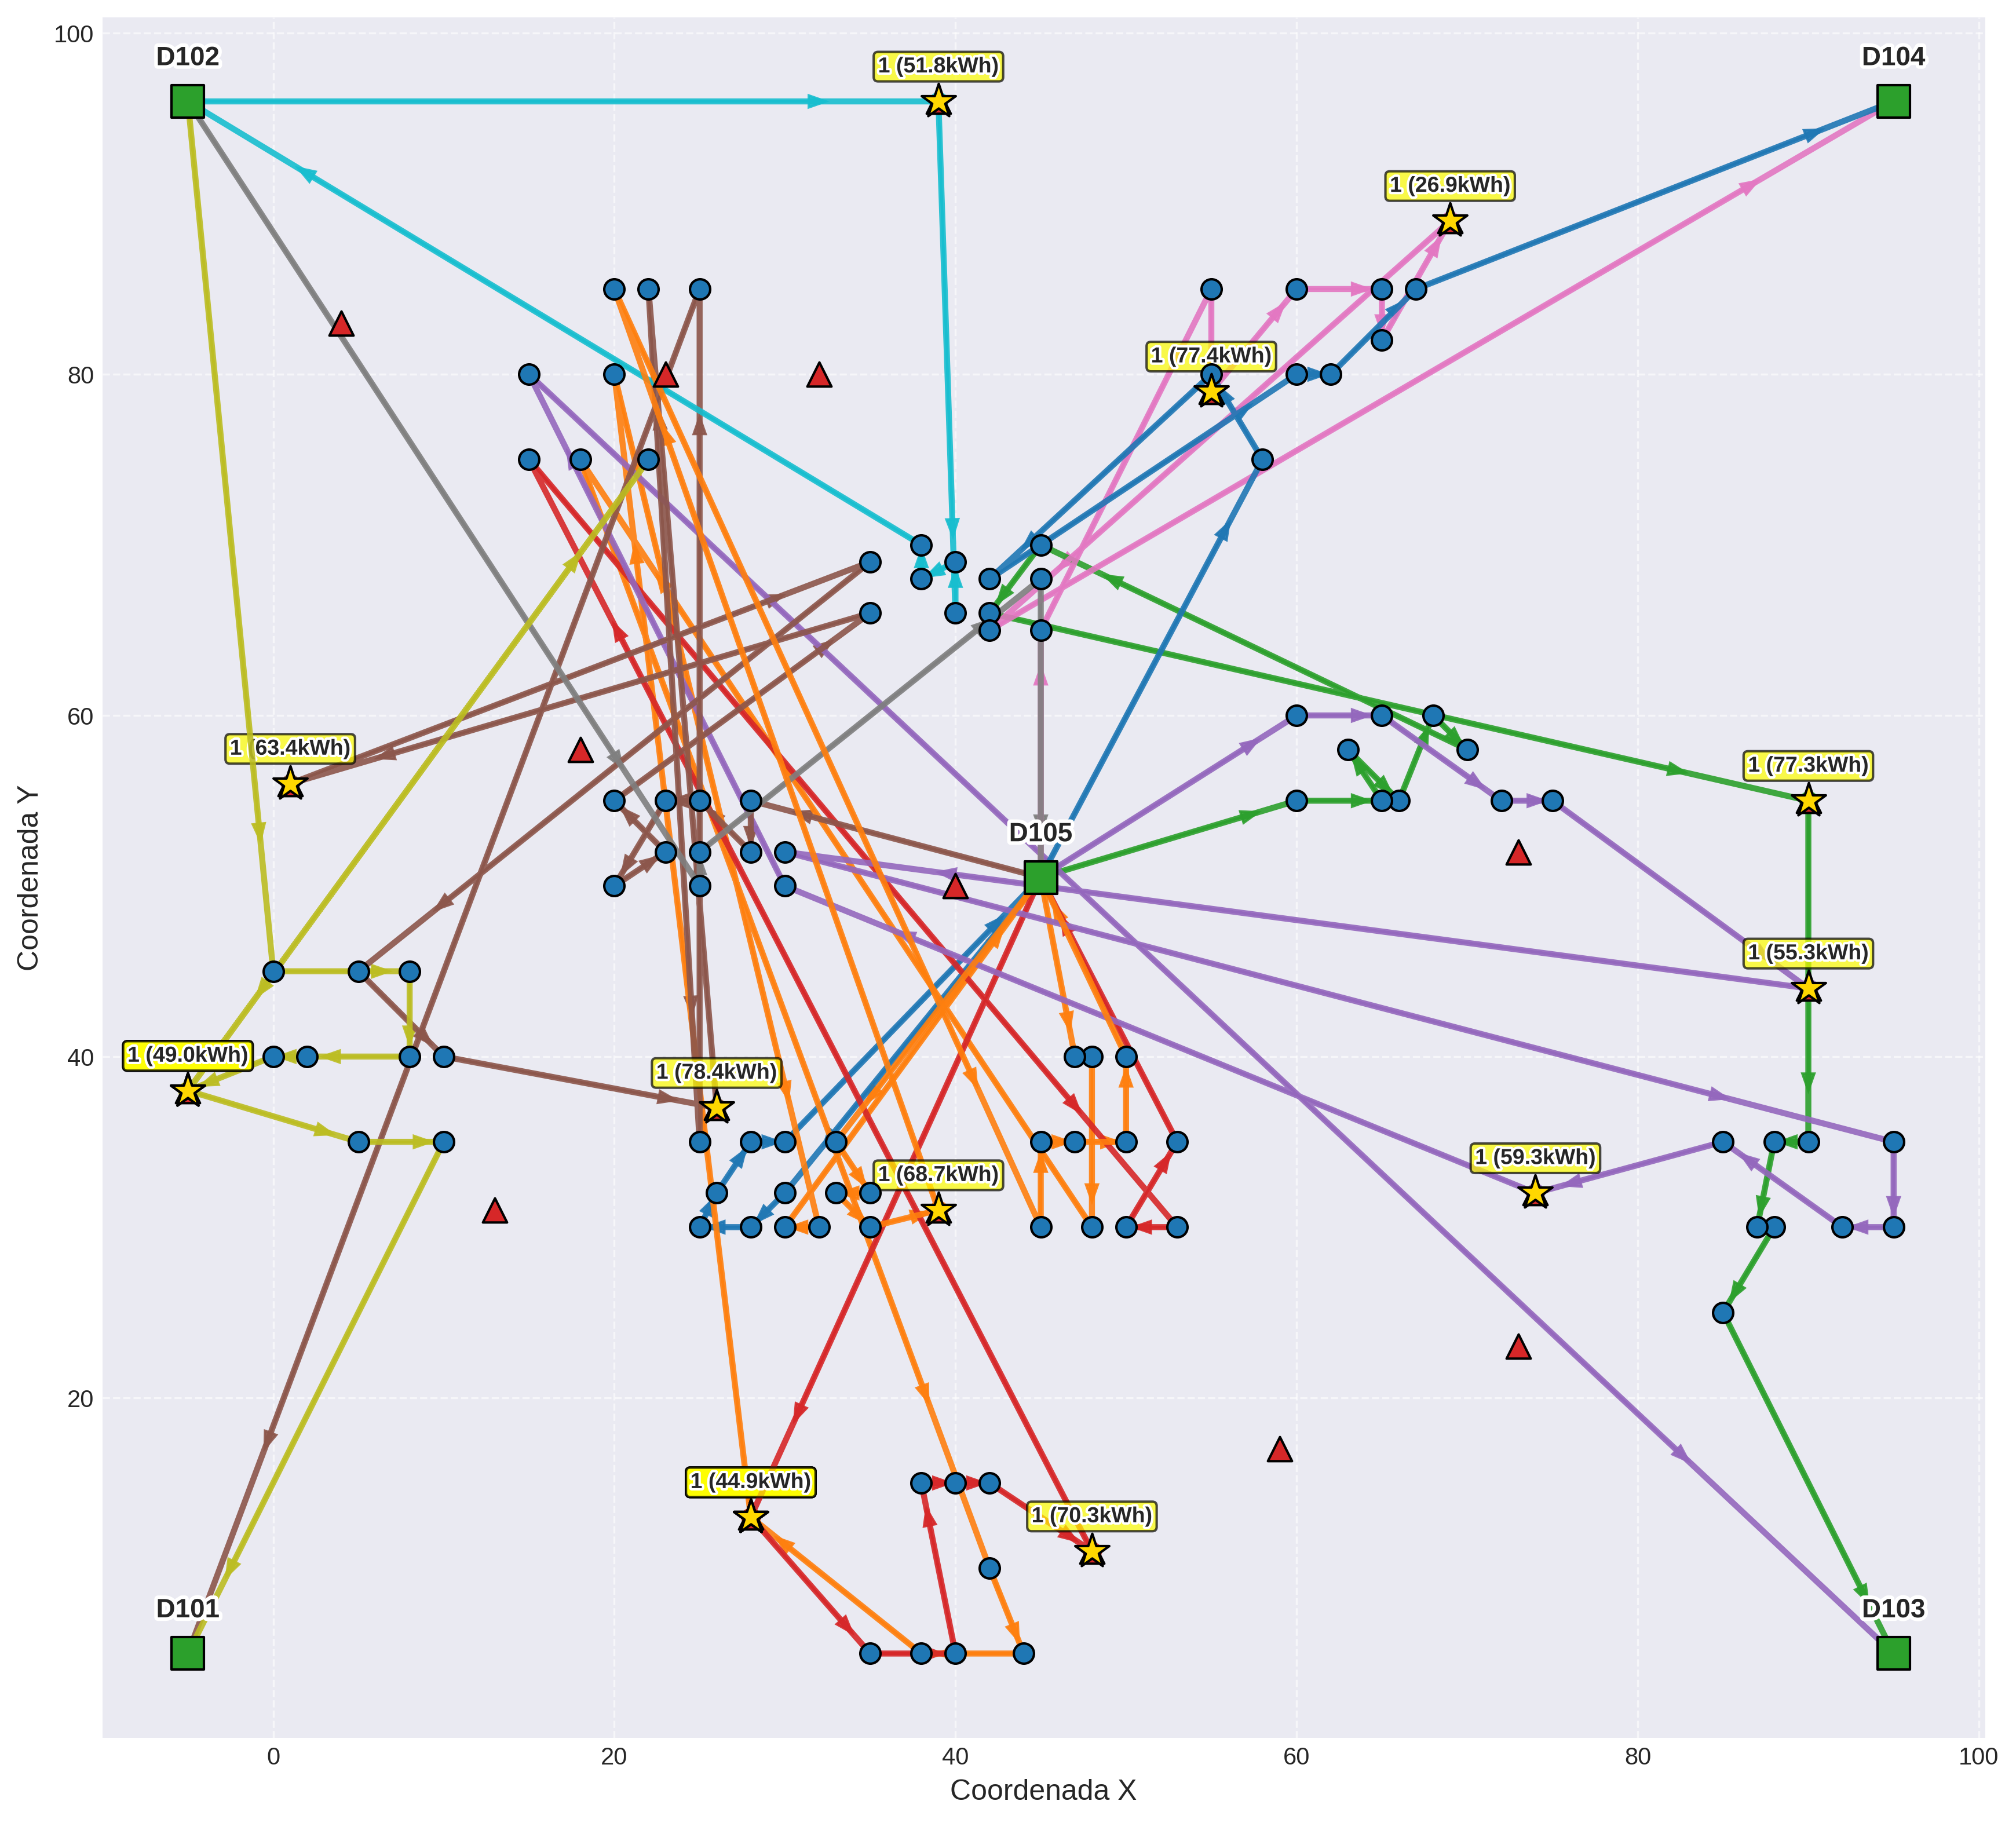 100
D102
1 (51.8kWh)
D104
1 (26.9kWh)
80
1 (77.4kWh)
60
1 (63.4kWh)
1 (77.3kWh)
D105
Coordenada Y
1 (55.3kWh)
40
1 (49.0kWh)
1 (78.4kWh)
1 (68.7kWh)
1 (59.3kWh)
20
1 (44.9kWh)
1 (70.3kWh)
D101
D103
0 20 40 60 80 100
Coordenada X